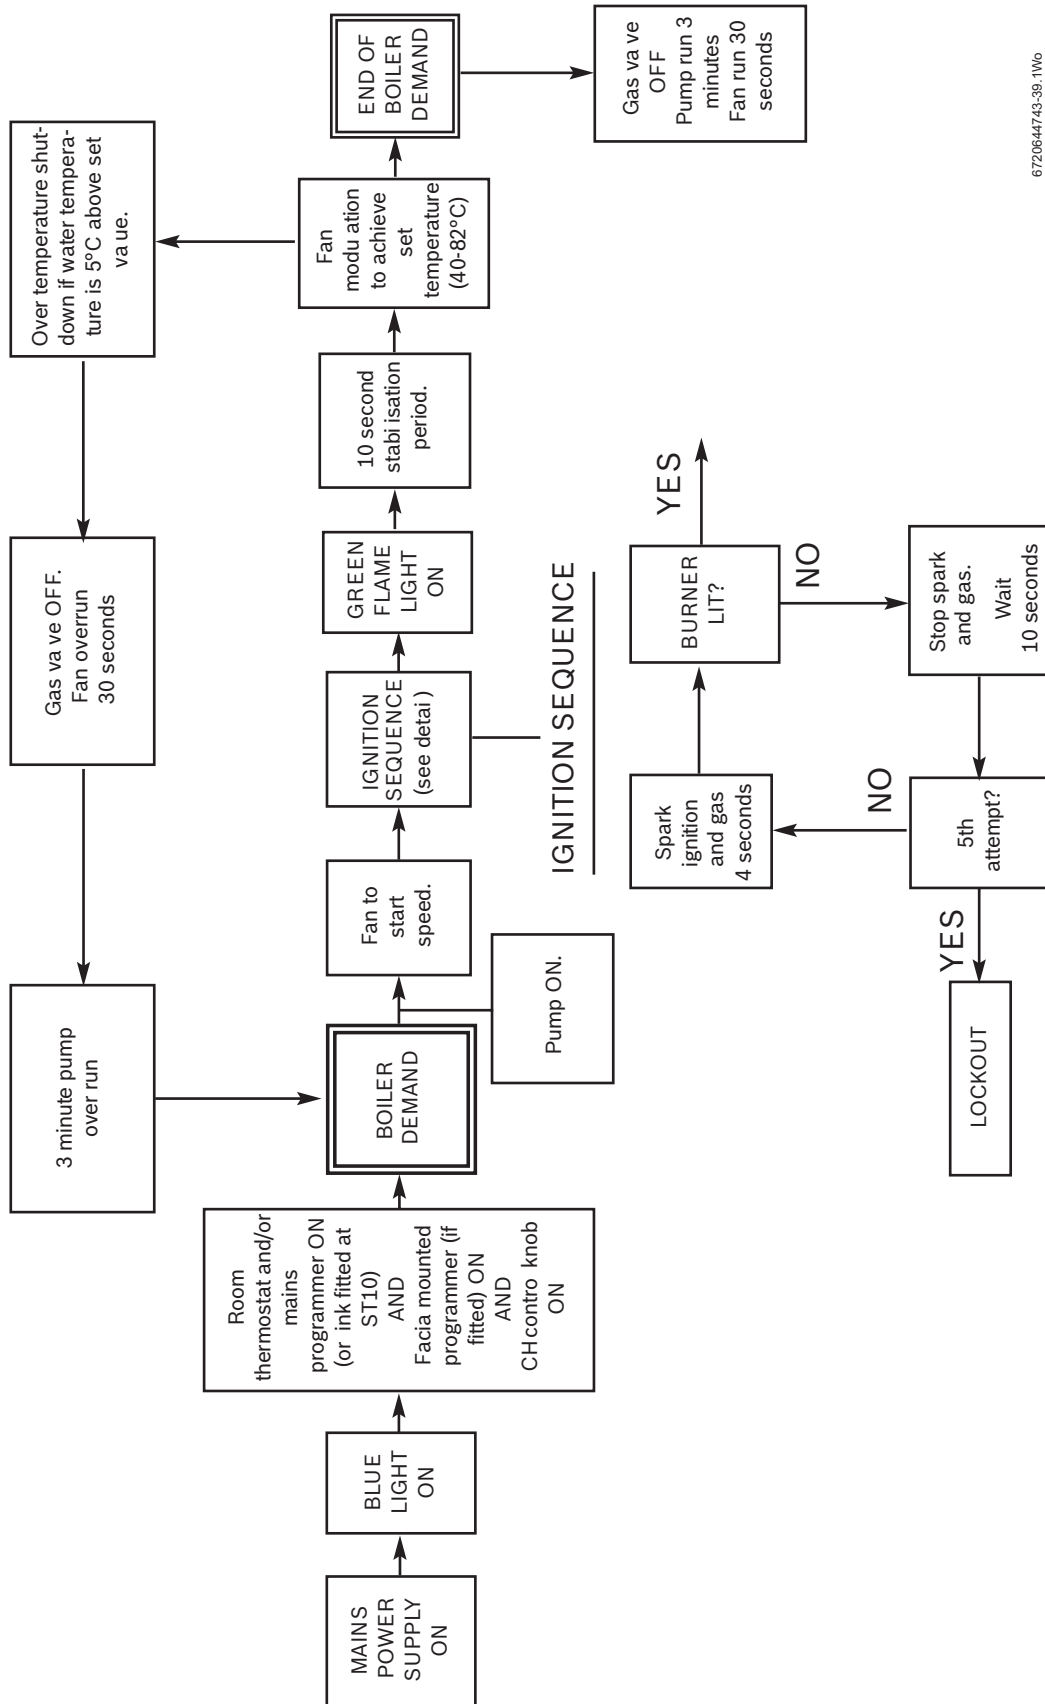 MAINS
POWER
SUPPLY
ON
BLUE
LIGHT
ON
Room
thermostat and/or
mains
programmer ON
(or ink fitted at
ST10)
AND
Facia mounted
programmer (if
fitted) ON
AND
CHcontro knob
ON
BOILER
DEMAND
Pump ON.
Fan to
start
speed.
IGNITION
SEQUENCE
(see detai )
GREEN
FLAME
LIGHT
ON
10 second
stabi isation
period.
Fan
modu ation
to achieve
set
temperature
(40-82°C)
END OF
BOILER
DEMAND
Gas va ve
OFF
Pump run 3
minutes
Fan run 30
seconds
Over temperature shut-
down if water tempera-
ture is 5°C above set
va ue.
Gas va ve OFF.
Fan overrun
30 seconds
3 minute pump
over run
IGNITION SEQUENCE
Spark
ignition
and gas
4 seconds
BURNER
LIT?
YES
NO
Stop spark
and gas.
Wait
10 seconds
5th
attempt?
NO
YES
LOCKOUT
6720644743-39.1Wo